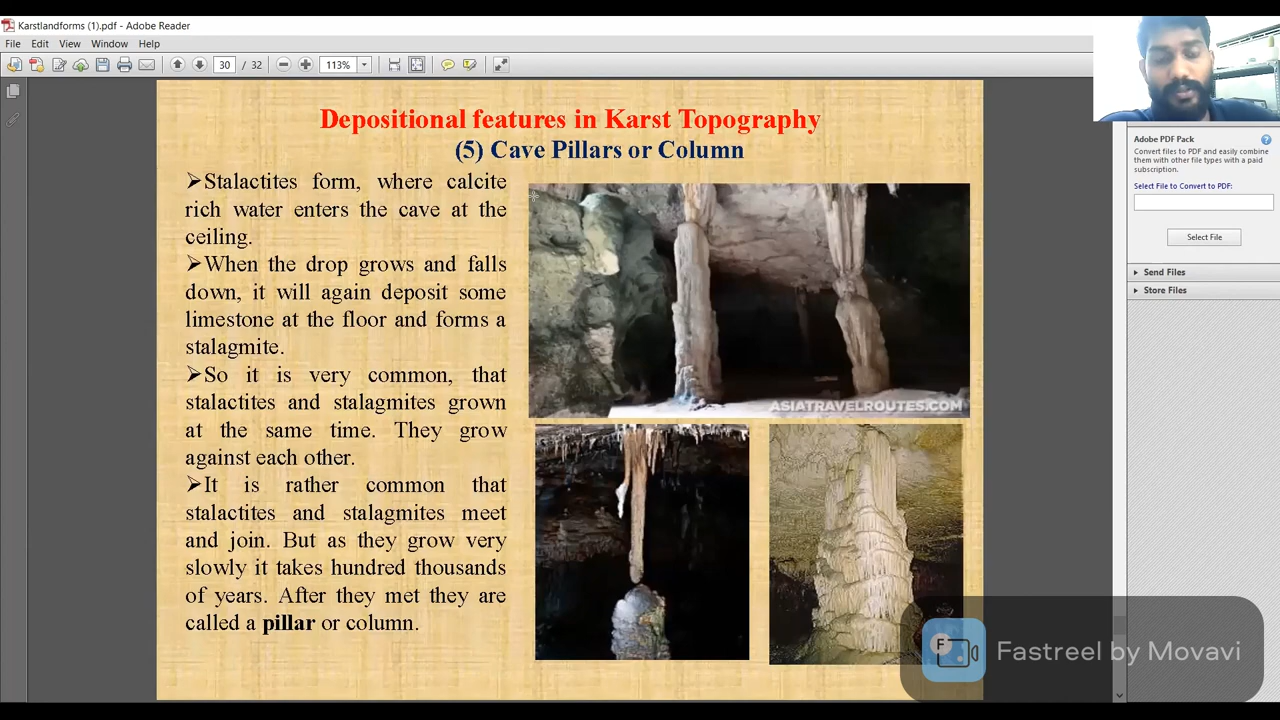 Karstlandforms (1).pdf - Adobe Reader
File Edit View Window Help
30 / 32 113%
Depositional features in Karst Topography
(5) Cave Pillars or Column
➢Stalactites form, where calcite
rich water enters the cave at the
ceiling.
➢When the drop grows and falls
down, it will again deposit some
limestone at the floor and forms a
stalagmite.
➢So it is very common, that
stalactites and stalagmites grown
at the same time. They grow
against each other.
➢It is rather common that
stalactites and stalagmites meet
and join. But as they grow very
slowly it takes hundred thousands
of years. After they met they are
called a pillar or column.
ASIATRAVELROUTES.COM
Adobe PDF Pack
Convert files to PDF and easily combine
them with other file types with a paid
subscription.
Select File to Convert to PDF:
Select File
Send Files
Store Files
F
Fastreel by Movavi